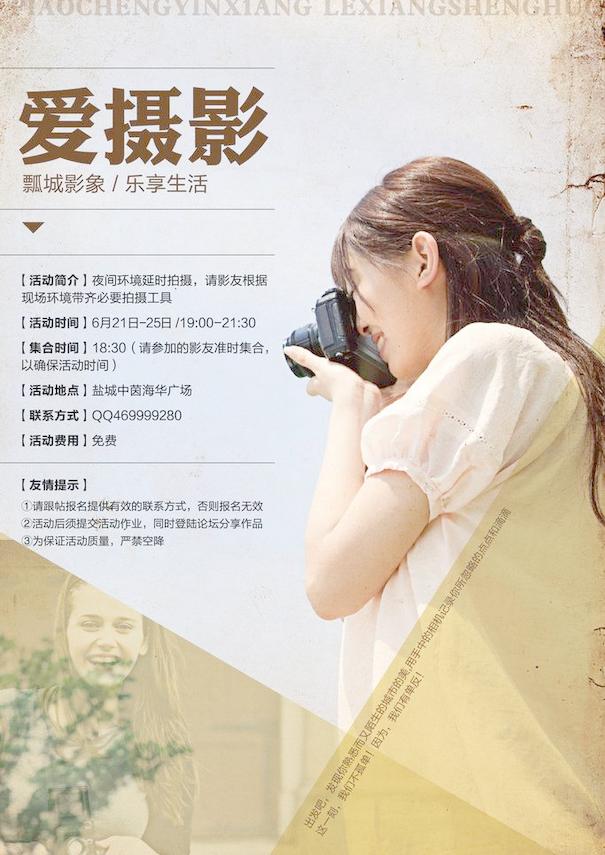 PIAOCHENGYINXIANG LEXIANGSHENGHUO
爱摄影
瓢城影象 / 乐享生活
【活动简介】夜间环境延时拍摄，请影友根据
现场环境带齐必要拍摄工具
【活动时间】6月21日-25日 /19:00-21:30
【集合时间】18:30（请参加的影友准时集合，
以确保活动时间）
【活动地点】盐城中茵海华广场
【联系方式】QQ469999280
【活动费用】免费
【友情提示】
①请跟帖报名提供有效的联系方式，否则报名无效
②活动后须提交活动作业，同时登陆论坛分享作品
③为保证活动质量，严禁空降
出发吧，发现你熟悉而又陌生的城市的美,用手中的相机记录你所忽略的点点和滴滴
这一刻，我们不孤单！因为，我们有单反！